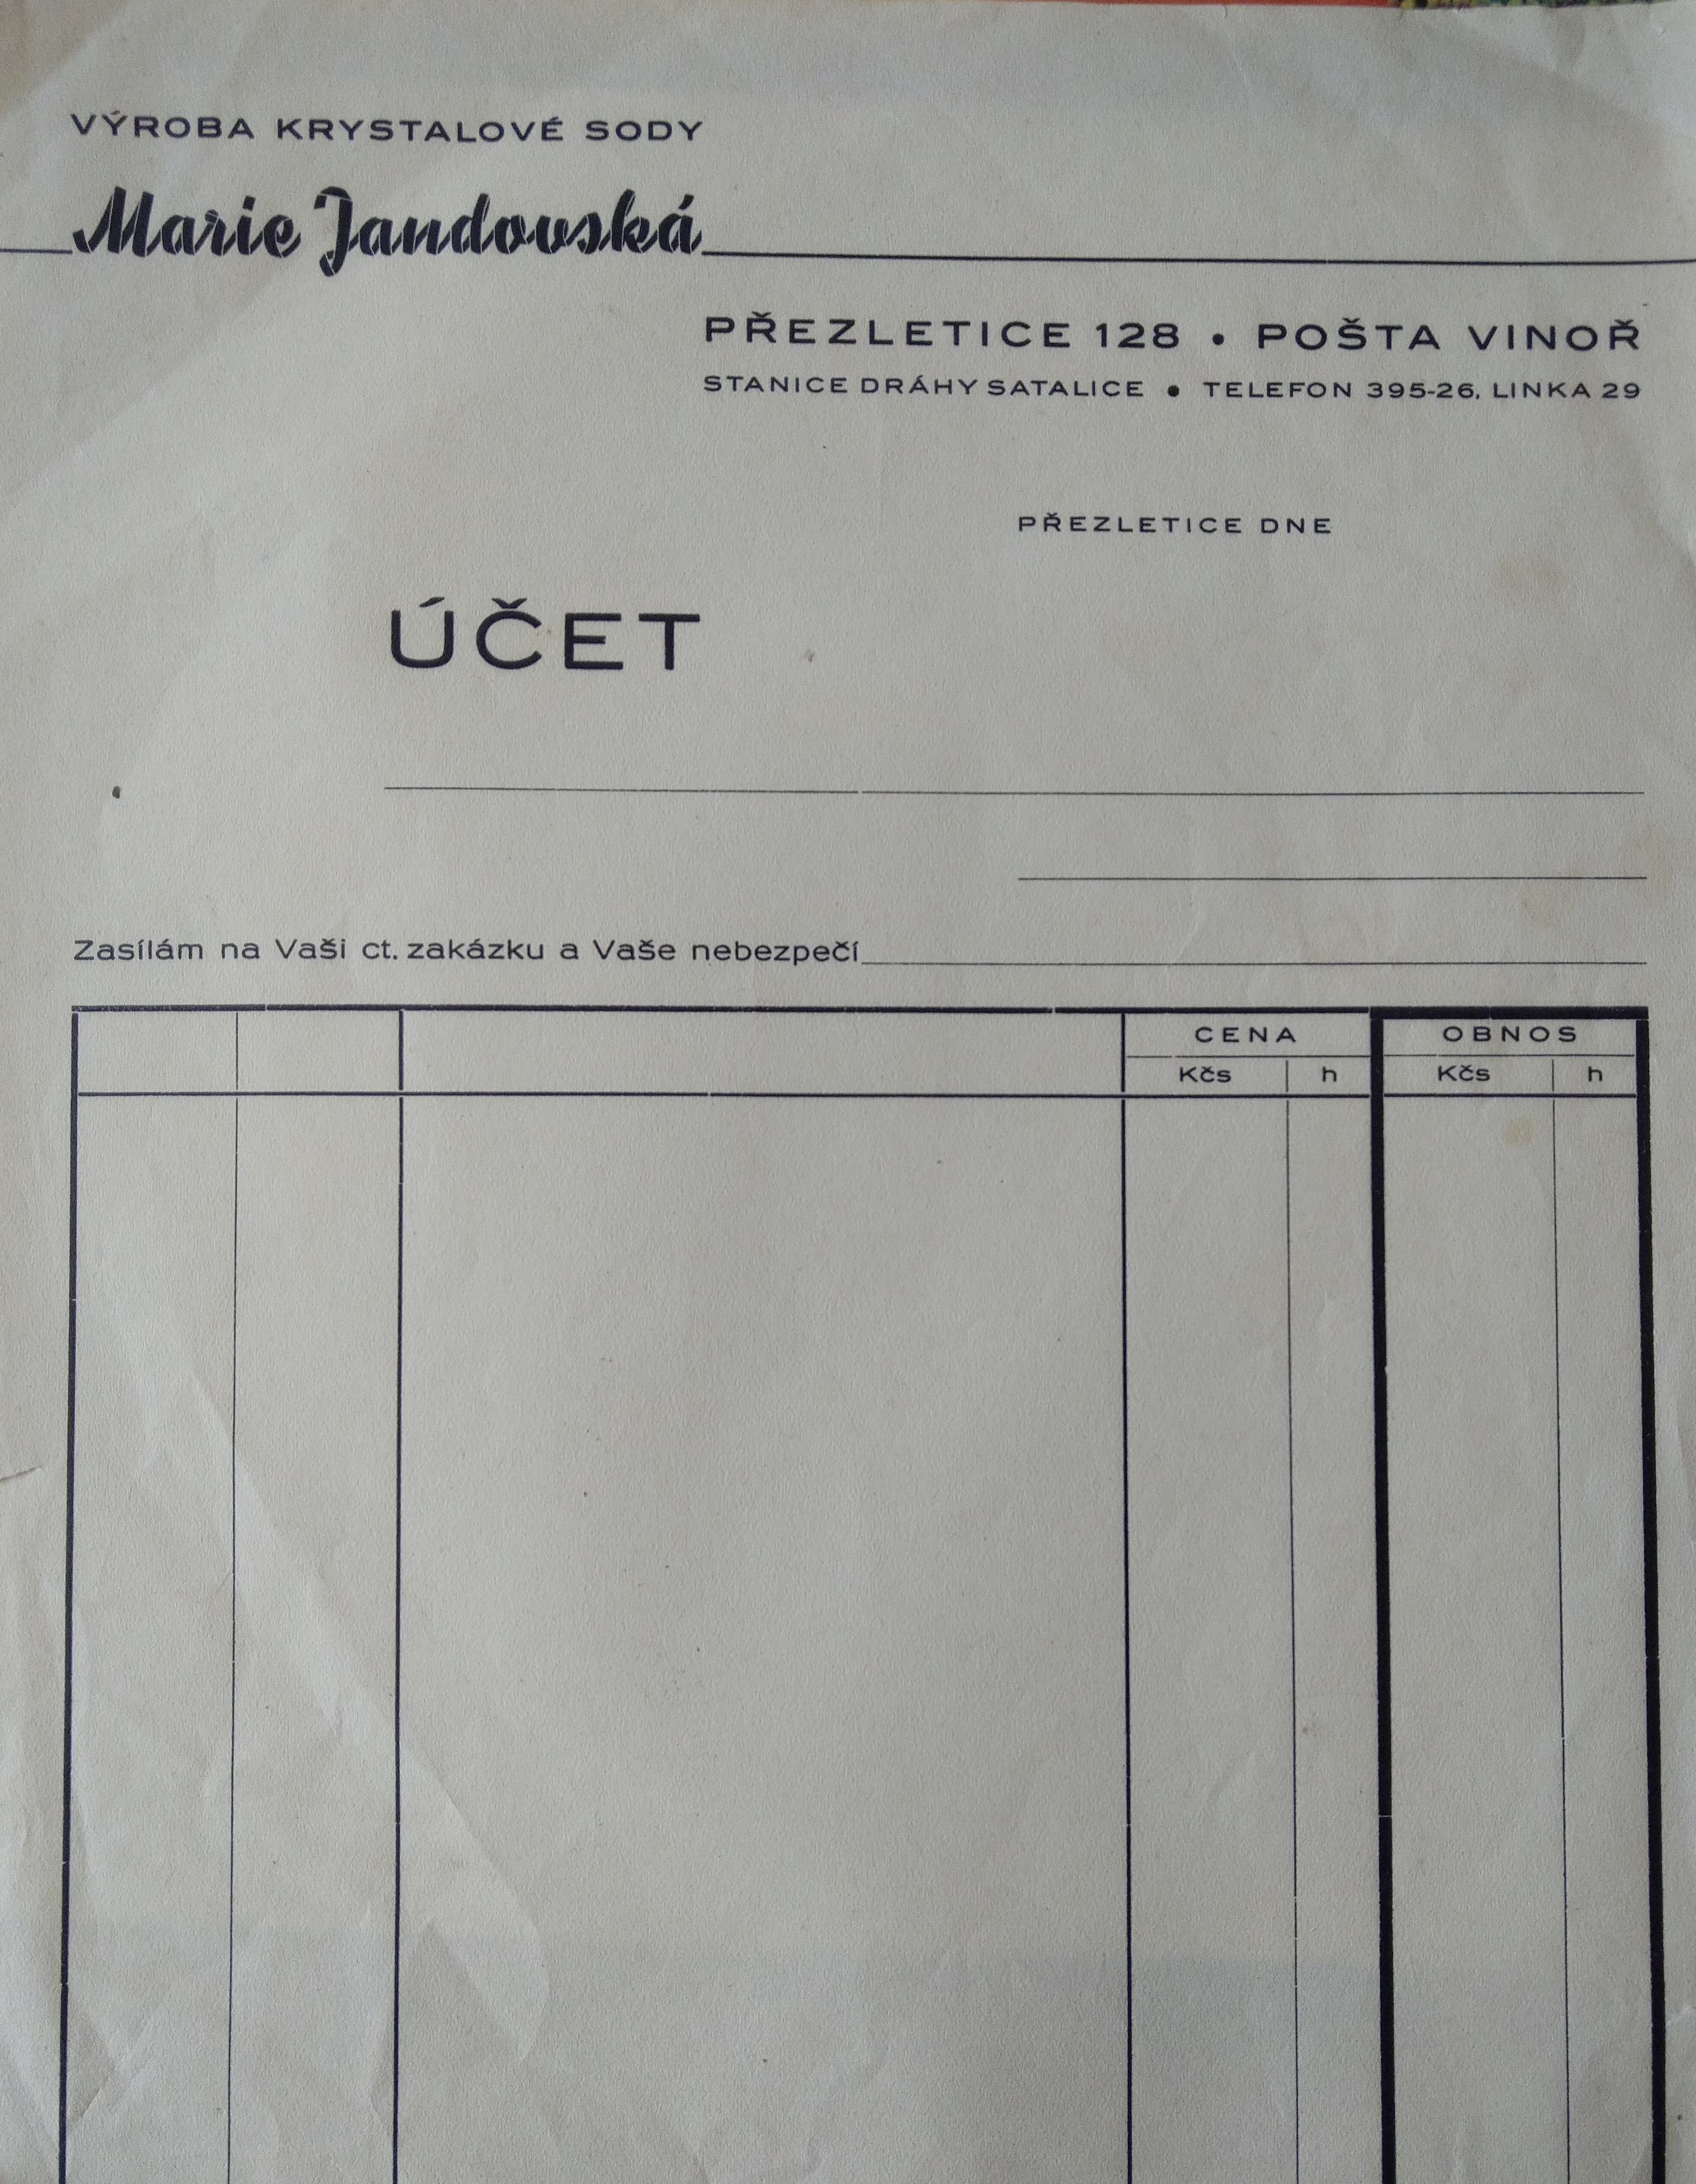 VÝROBA KRYSTALOVÉ SODY
Marie Jandovská
PŘEZLETICE 128 • POŠTA VINOŘ
STANICE DRÁHY SATALICE • TELEFON 395-26, LINKA 29
PŘEZLETICE DNE
ÚČET
Zasílám na Vaši ct. zakázku a Vaše nebezpečí
CENA OBNOS
Kčs h Kčs h